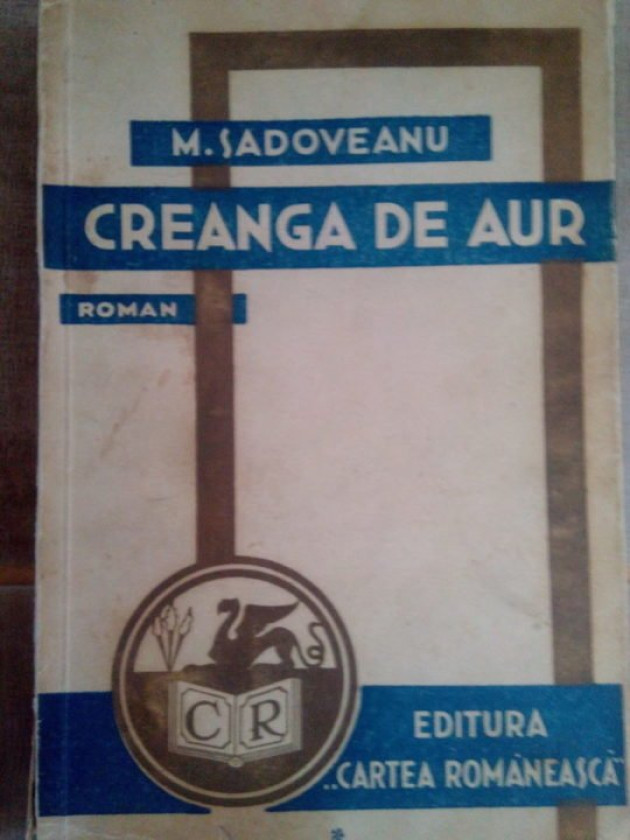 M. SADOVEANU
CREANGA DE AUR
ROMAN
C R
EDITURA
„CARTEA ROMÂNEASCĂ”